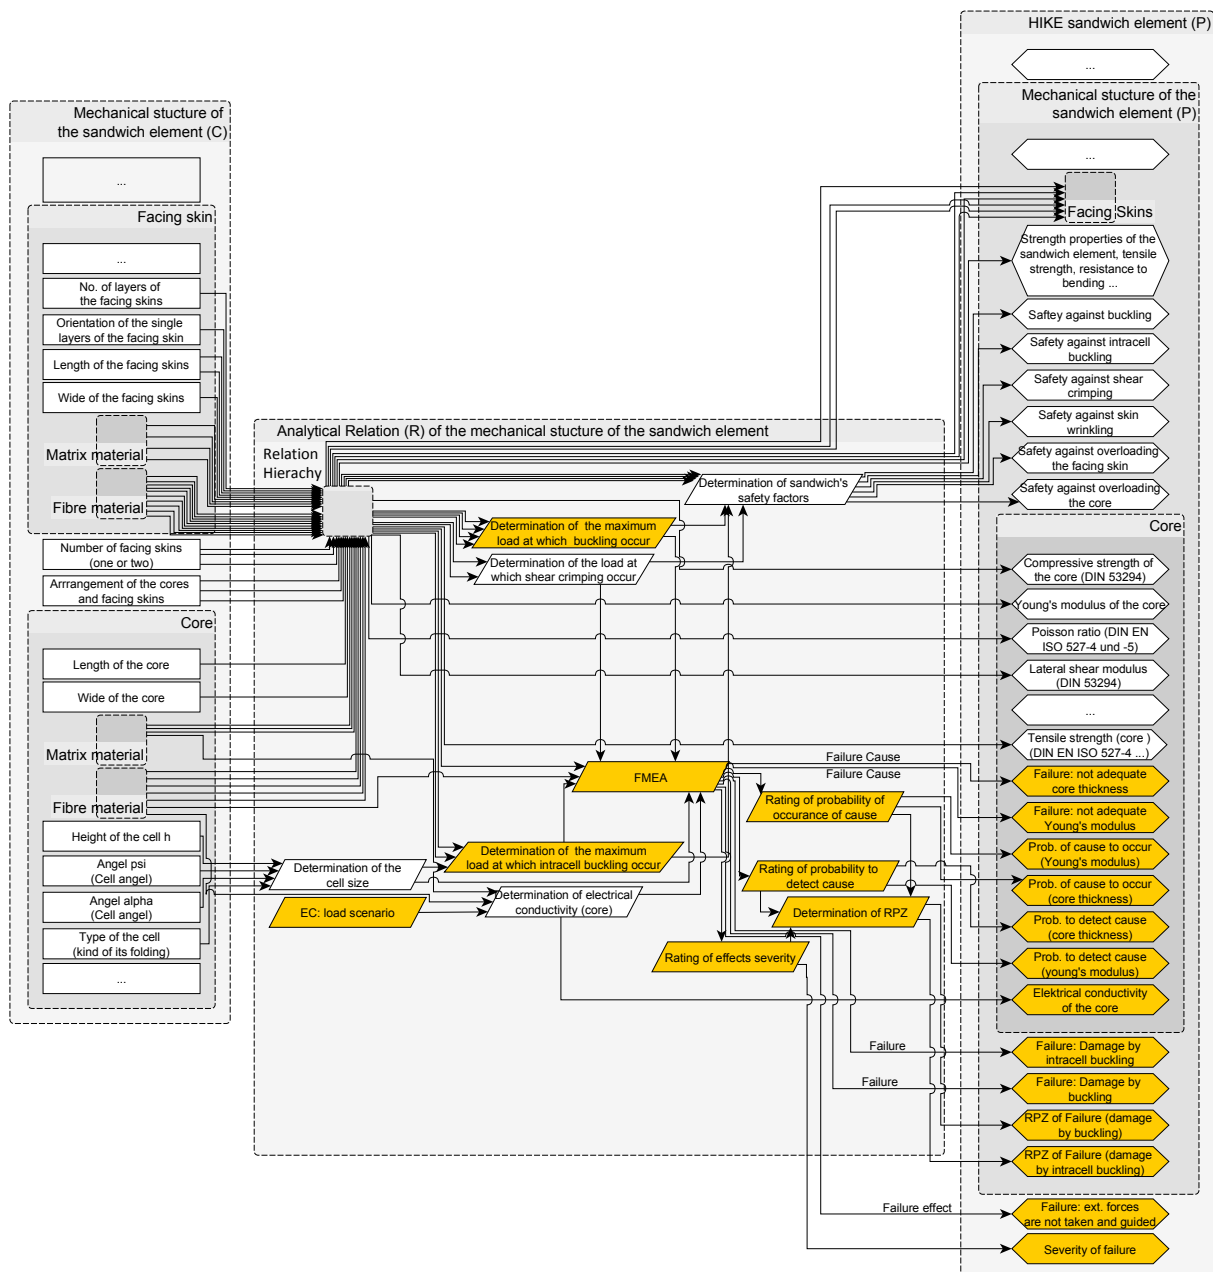 HIKE sandwich element (P)
...
Mechanical stucture of the
sandwich element (P)
...
Facing Skins
Strength properties of the
sandwich element, tensile
strength, resistance to
bending ...
Saftey against buckling
Safety against intracell
buckling
Safety against shear
crimping
Safety against skin
wrinkling
Safety against overloading
the facing skin
Safety against overloading
the core
Core
Compressive strength of
the core (DIN 53294)
Young's modulus of the core
Poisson ratio (DIN EN
ISO 527-4 und -5)
Lateral shear modulus
(DIN 53294)
...
Tensile strength (core )
(DIN EN ISO 527-4 ...)
Failure: not adequate
core thickness
Failure: not adequate
Young's modulus
Prob. of cause to occur
(Young's modulus)
Prob. of cause to occur
(core thickness)
Prob. to detect cause
(core thickness)
Prob. to detect cause
(young's modulus)
Elektrical conductivity
of the core
Failure: Damage by
intracell buckling
Failure: Damage by
buckling
RPZ of Failure (damage
by buckling)
RPZ of Failure (damage
by intracell buckling)
Failure: ext. forces
are not taken and guided
Severity of failure
Mechanical stucture of
the sandwich element (C)
...
Facing skin
...
No. of layers of
the facing skins
Orientation of the single
layers of the facing skin
Length of the facing skins
Wide of the facing skins
Matrix material
Fibre material
Number of facing skins
(one or two)
Arrrangement of the cores
and facing skins
Core
Length of the core
Wide of the core
Matrix material
Fibre material
Height of the cell h
Angel psi
(Cell angel)
Angel alpha
(Cell angel)
Type of the cell
(kind of its folding)
...
Analytical Relation (R) of the mechanical stucture of the sandwich element
Relation
Hierachy
Determination of sandwich's
safety factors
Determination of the maximum
load at which buckling occur
Determination of the load at
which shear crimping occur
FMEA
Failure Cause
Failure Cause
Rating of probability of
occurance of cause
Determination of the maximum
load at which intracell buckling occur
Determination of the
cell size
Rating of probability to
detect cause
Determination of electrical
conductivity (core)
EC: load scenario
Determination of RPZ
Rating of effects severity
Failure
Failure
Failure effect